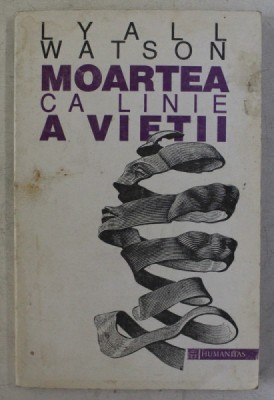 LYALL
WATSON
MOARTEA
CA LINIE
A VIEȚII
HUMANITAS